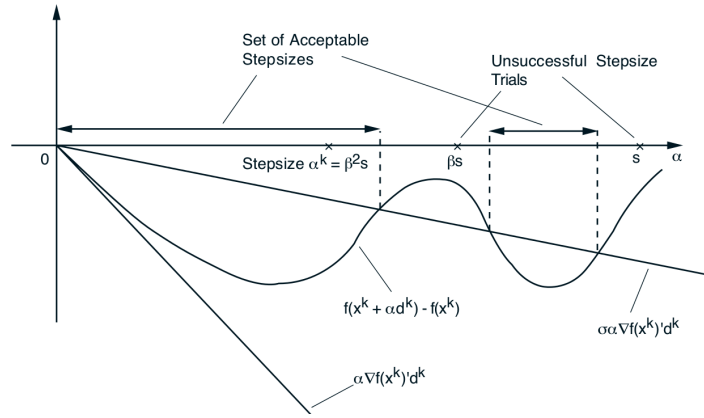 Set of Acceptable
Stepsizes
Unsuccessful Stepsize
Trials
0
Stepsize αᵏ = β²s
βs
s
α
f(xᵏ + αdᵏ) - f(xᵏ)
σα∇f(xᵏ)'dᵏ
α∇f(xᵏ)'dᵏ